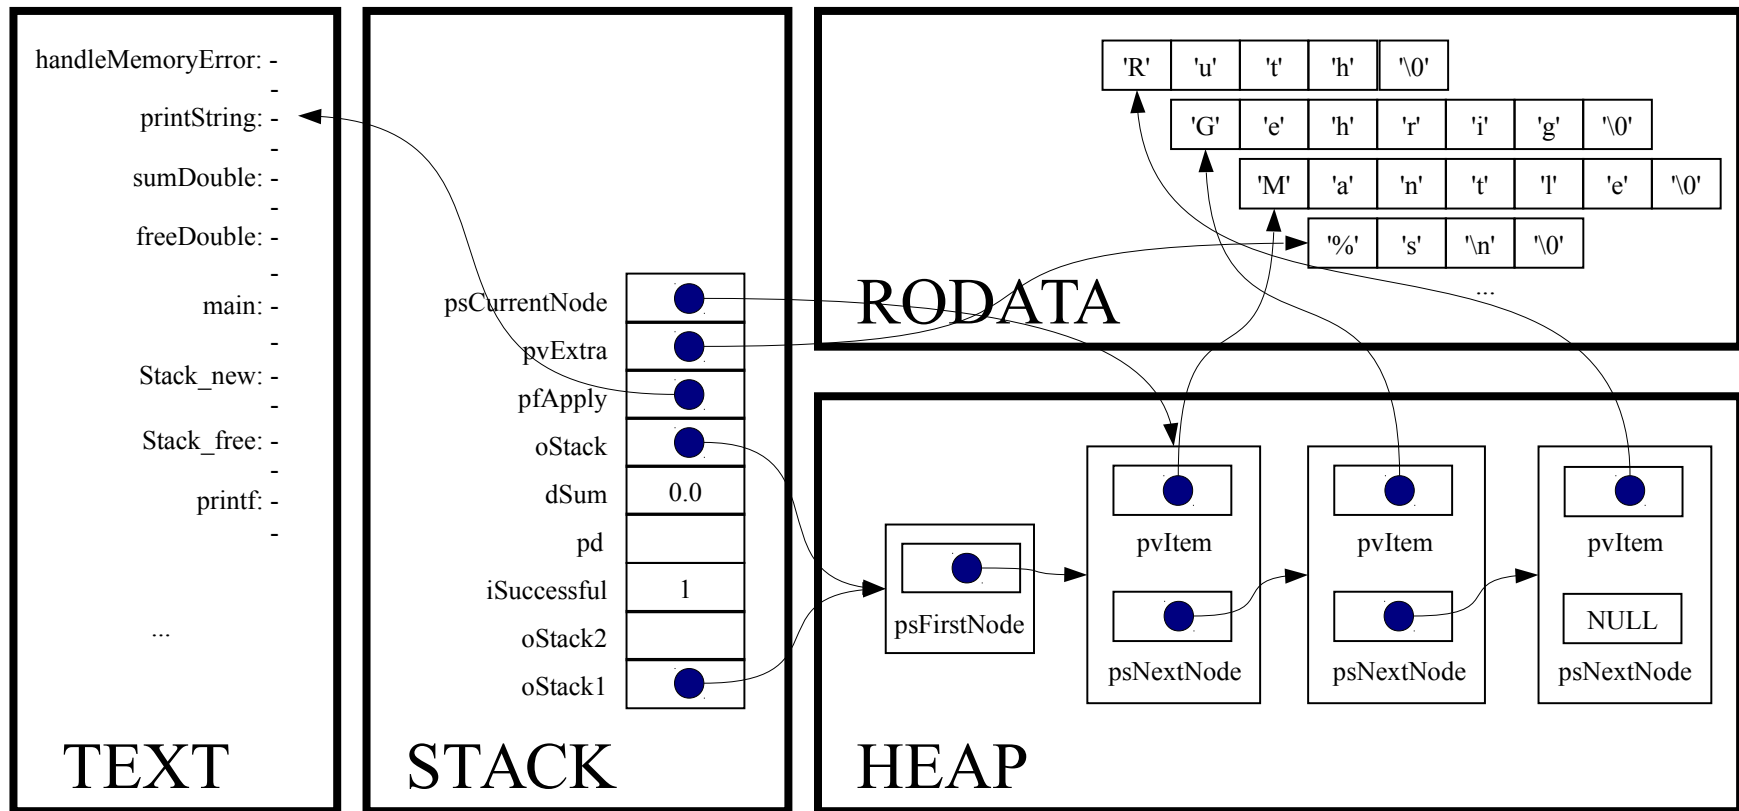 handleMemoryError: -
-
printString: -
-
sumDouble: -
-
freeDouble: -
-
main: -
-
Stack_new: -
-
Stack_free: -
-
printf: -
-
...
TEXT
psCurrentNode
pvExtra
pfApply
oStack
dSum 0.0
pd
iSuccessful 1
oStack2
oStack1
STACK
'R' 'u' 't' 'h' '\0'
'G' 'e' 'h' 'r' 'i' 'g' '\0'
'M' 'a' 'n' 't' 'l' 'e' '\0'
'%' 's' '\n' '\0'
...
RODATA
psFirstNode
pvItem
psNextNode
pvItem
psNextNode
pvItem
NULL
psNextNode
HEAP